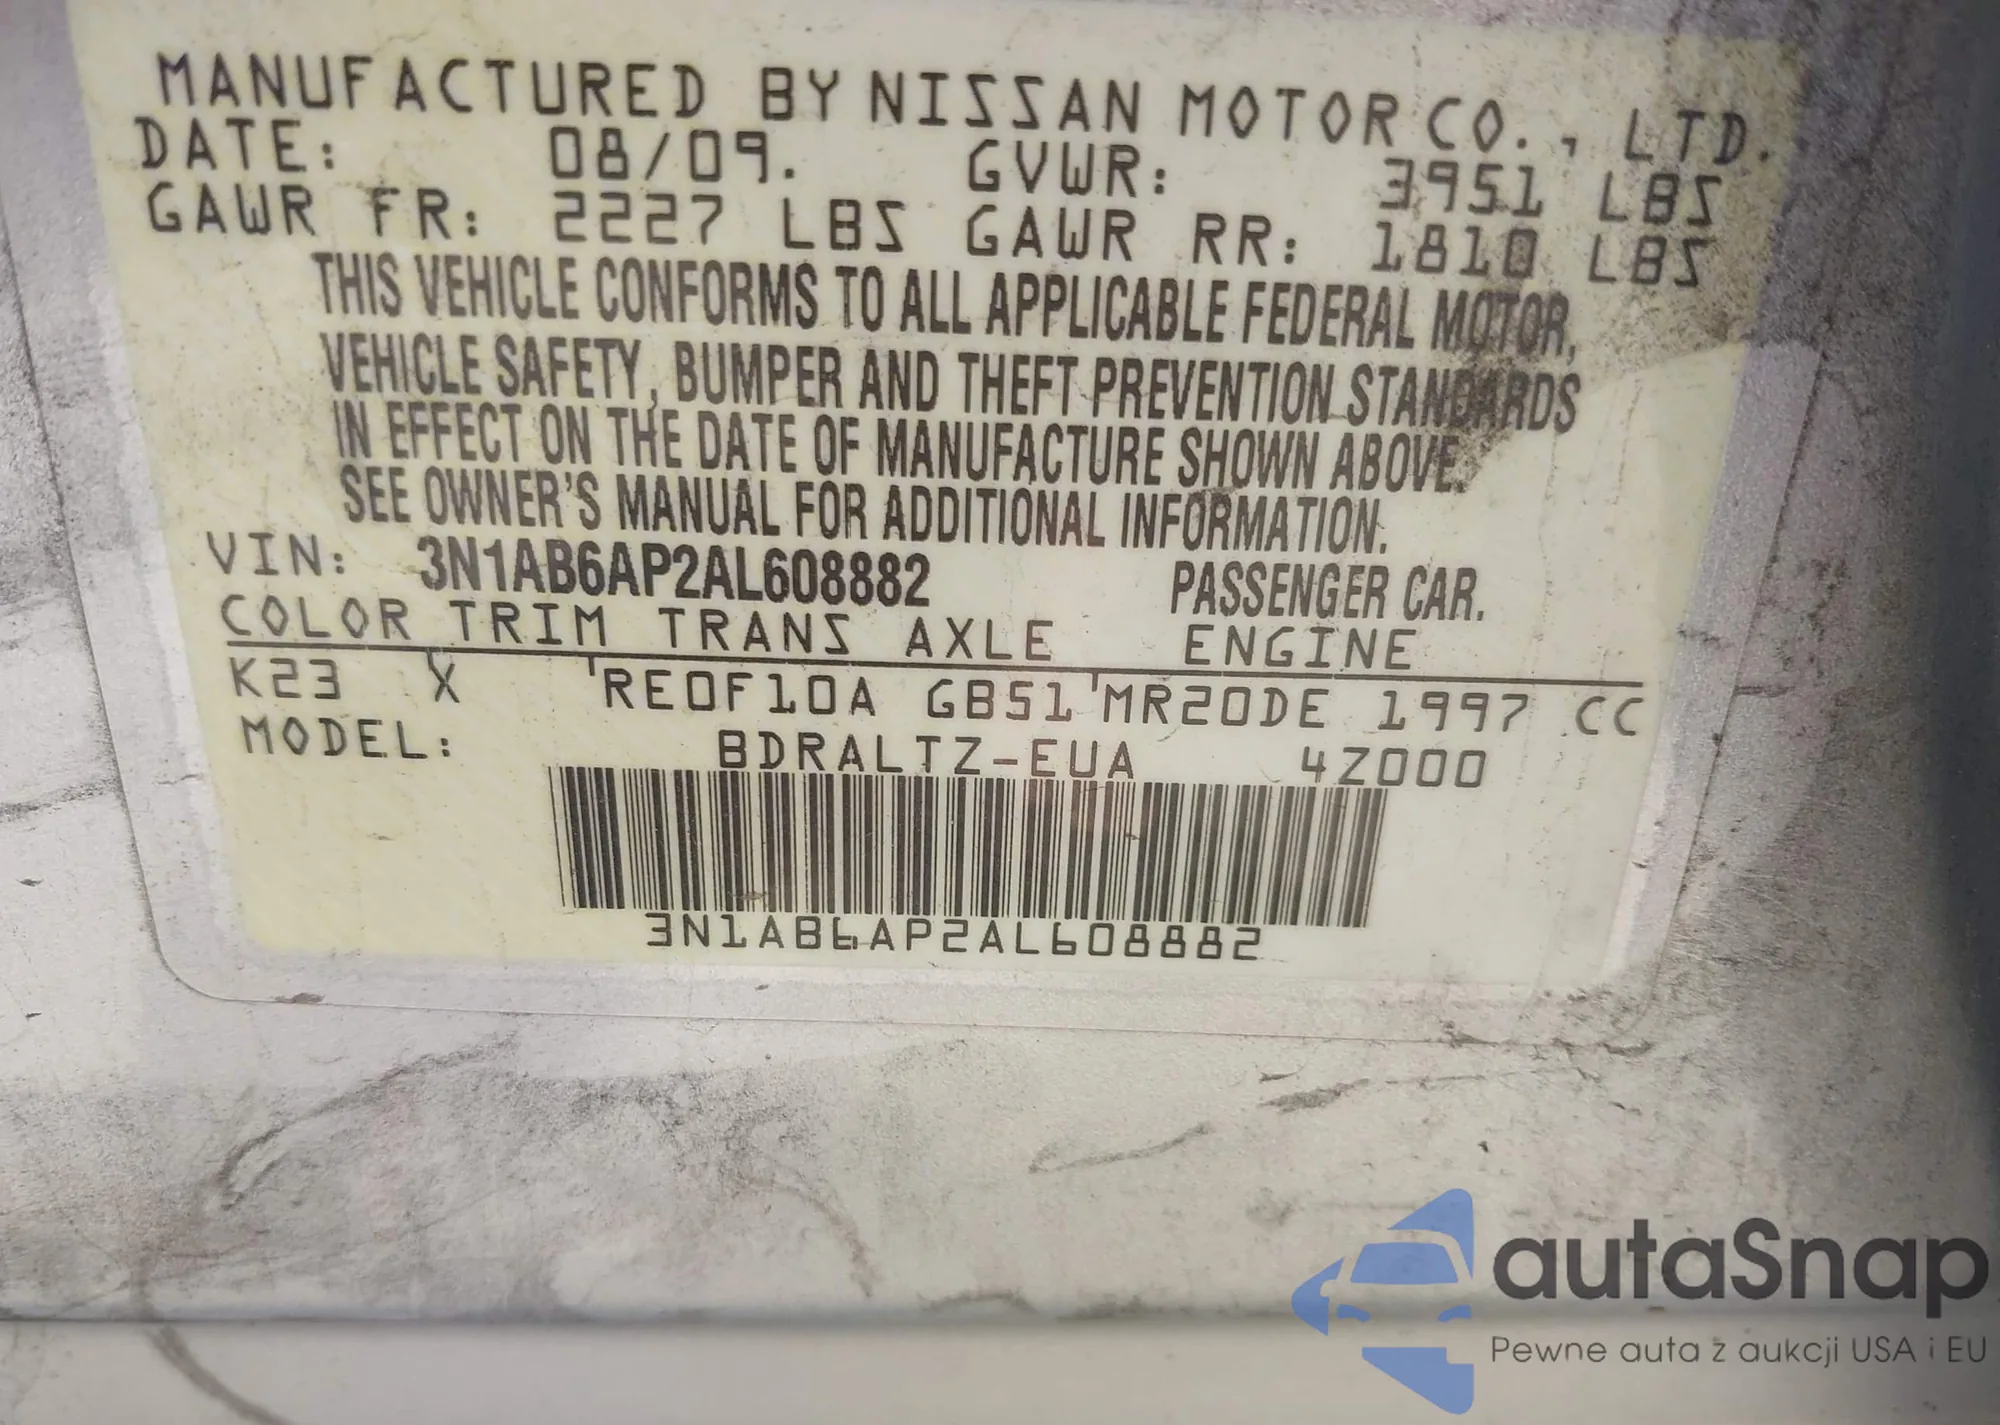 MANUFACTURED BY NISSAN MOTOR CO., LTD.
DATE: 08/09. GVWR: 3951 LBS
GAWR FR: 2227 LBS GAWR RR: 1810 LBS
THIS VEHICLE CONFORMS TO ALL APPLICABLE FEDERAL MOTOR,
VEHICLE SAFETY, BUMPER AND THEFT PREVENTION STANDARDS
IN EFFECT ON THE DATE OF MANUFACTURE SHOWN ABOVE.
SEE OWNER'S MANUAL FOR ADDITIONAL INFORMATION.
VIN: 3N1AB6AP2AL608882 PASSENGER CAR.
COLOR TRIM TRANS AXLE ENGINE
K23 X 'RE0F10A GB51'MR20DE 1997 CC
MODEL: BDRALTZ-EUA 4Z000
3N1AB6AP2AL608882
autaSnap
Pewne auta z aukcji USA i EU